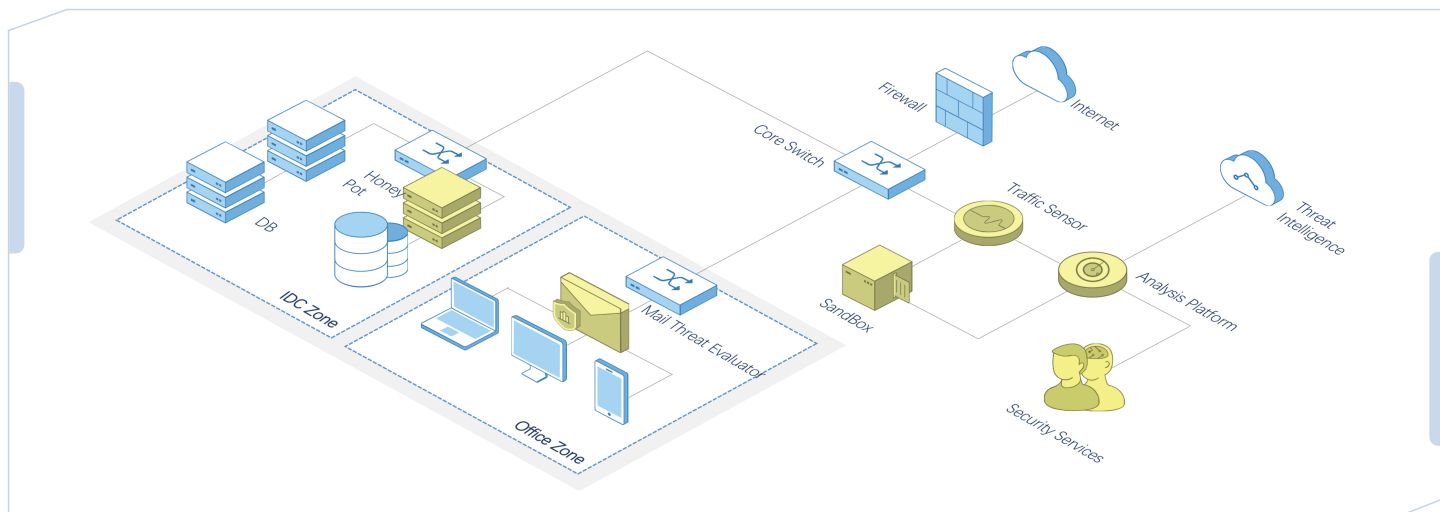 Firewall
Internet
Core Switch
Honey
Pot
DB
Traffic Sensor
Threat
Intelligence
IDC Zone
SandBox
Analysis Platform
Mail Threat Evaluator
Office Zone
Security Services